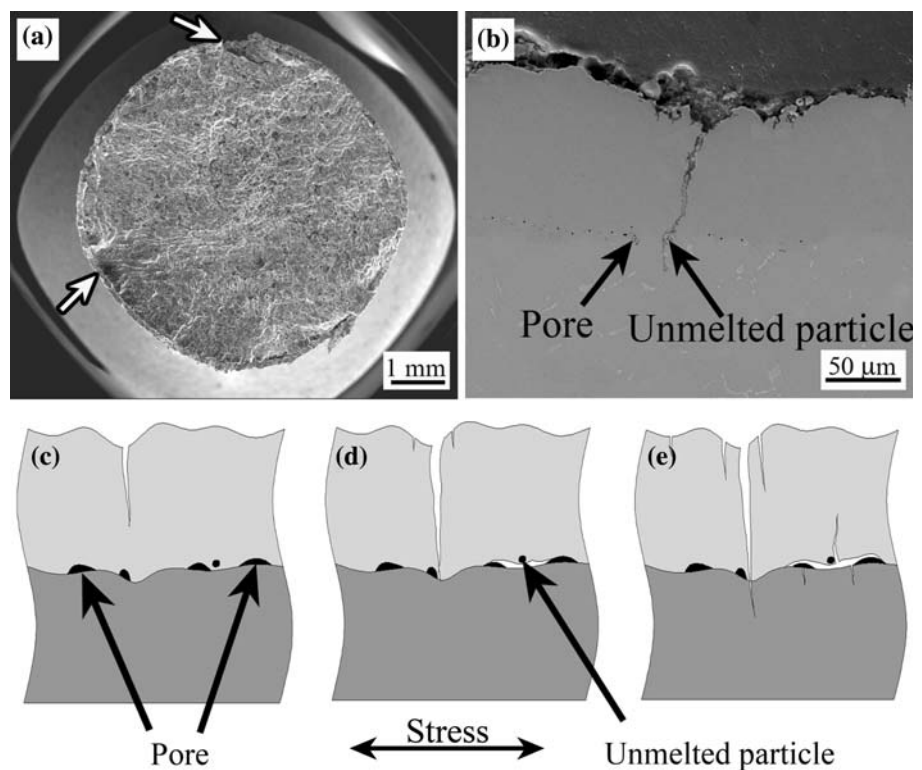 (a)
1 mm
(b)
Pore
Unmelted particle
50 μm
(c)
(d)
(e)
Pore
Stress
Unmelted particle